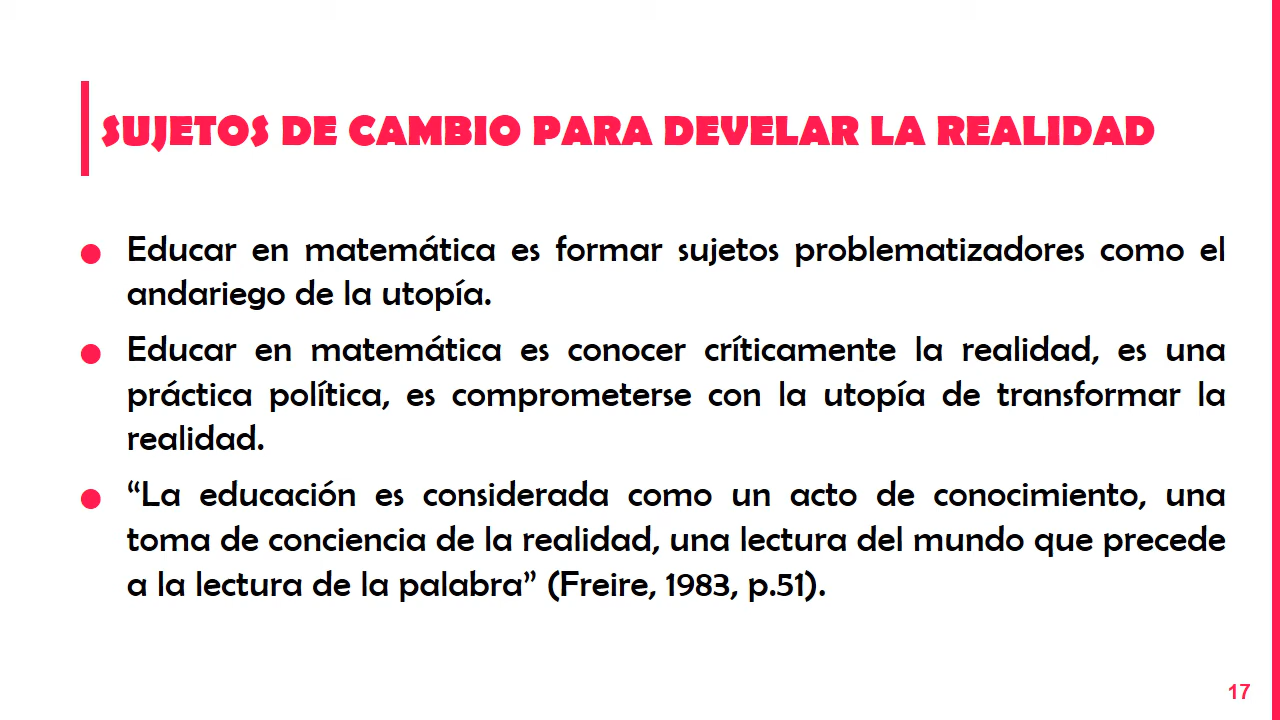 SUJETOS DE CAMBIO PARA DEVELAR LA REALIDAD
Educar en matemática es formar sujetos problematizadores como el
andariego de la utopía.
Educar en matemática es conocer críticamente la realidad, es una
práctica política, es comprometerse con la utopía de transformar la
realidad.
“La educación es considerada como un acto de conocimiento, una
toma de conciencia de la realidad, una lectura del mundo que precede
a la lectura de la palabra” (Freire, 1983, p.51).
17